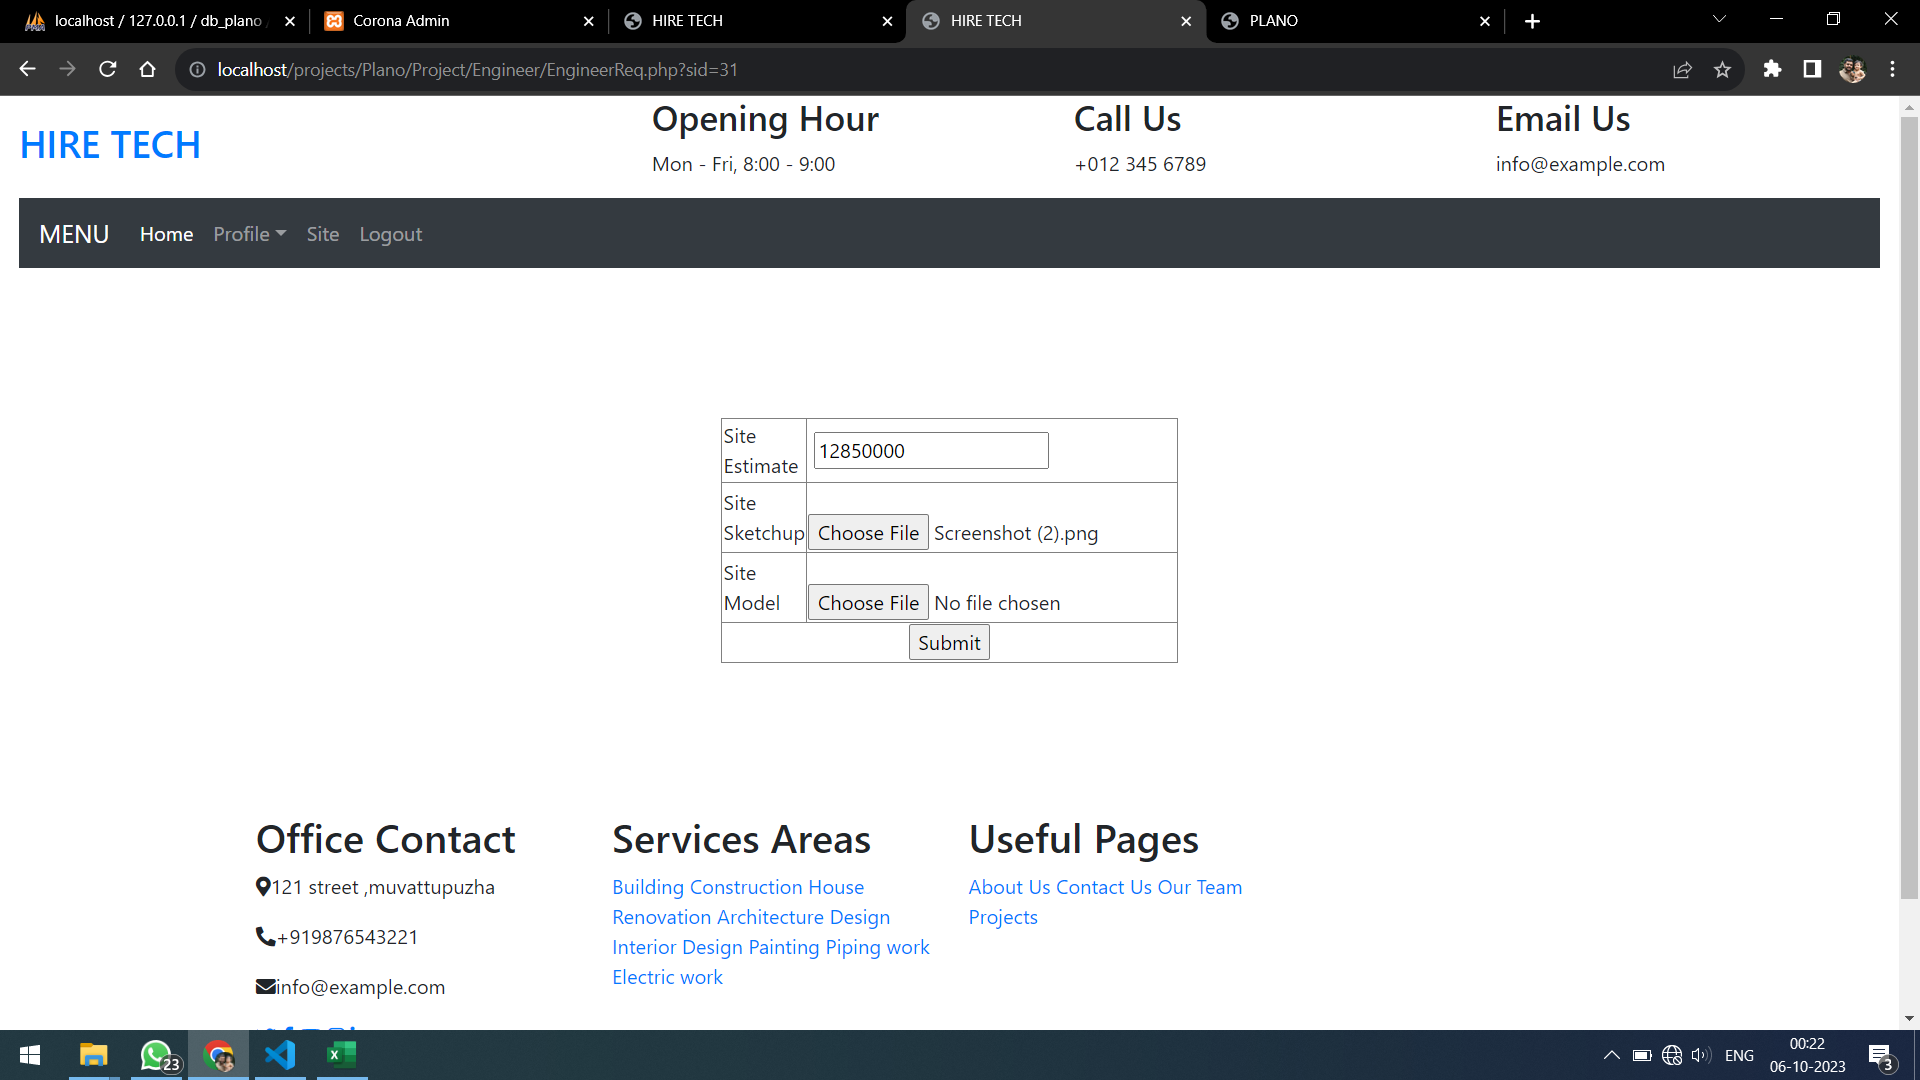 localhost / 127.0.0.1 / db_plano
Corona Admin
HIRE TECH
HIRE TECH
PLANO
localhost/projects/Plano/Project/Engineer/EngineerReq.php?sid=31
HIRE TECH
Opening Hour
Mon - Fri, 8:00 - 9:00
Call Us
+012 345 6789
Email Us
info@example.com
MENU Home Profile Site Logout
Site
Estimate
12850000
Site
Sketchup
Choose File Screenshot (2).png
Site
Model
Choose File No file chosen
Submit
Office Contact
121 street ,muvattupuzha
+919876543221
info@example.com
Services Areas
Building Construction House
Renovation Architecture Design
Interior Design Painting Piping work
Electric work
Useful Pages
About Us Contact Us Our Team
Projects
23
ENG
00:22
06-10-2023
3